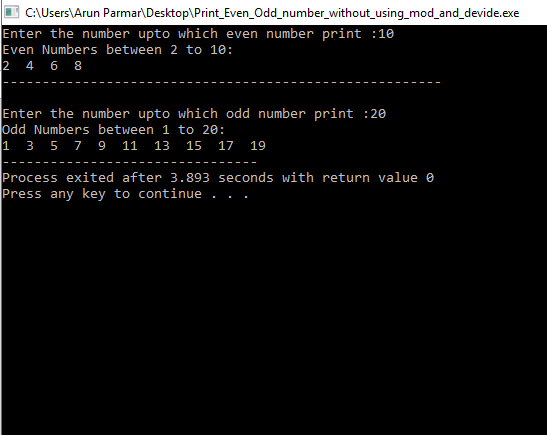 C:\Users\Arun Parmar\Desktop\Print_Even_Odd_number_without_using_mod_and_devide.exe
Enter the number upto which even number print :10
Even Numbers between 2 to 10:
2  4  6  8
-------------------------------------------------------
Enter the number upto which odd number print :20
Odd Numbers between 1 to 20:
1  3  5  7  9  11  13  15  17  19
--------------------------------
Process exited after 3.893 seconds with return value 0
Press any key to continue . . .